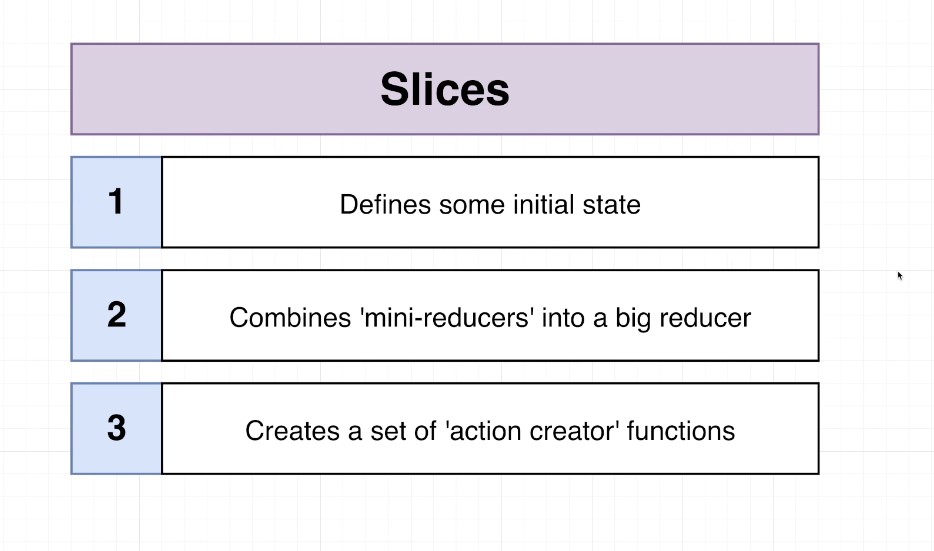 Slices
1
Defines some initial state
2
Combines 'mini-reducers' into a big reducer
3
Creates a set of 'action creator' functions